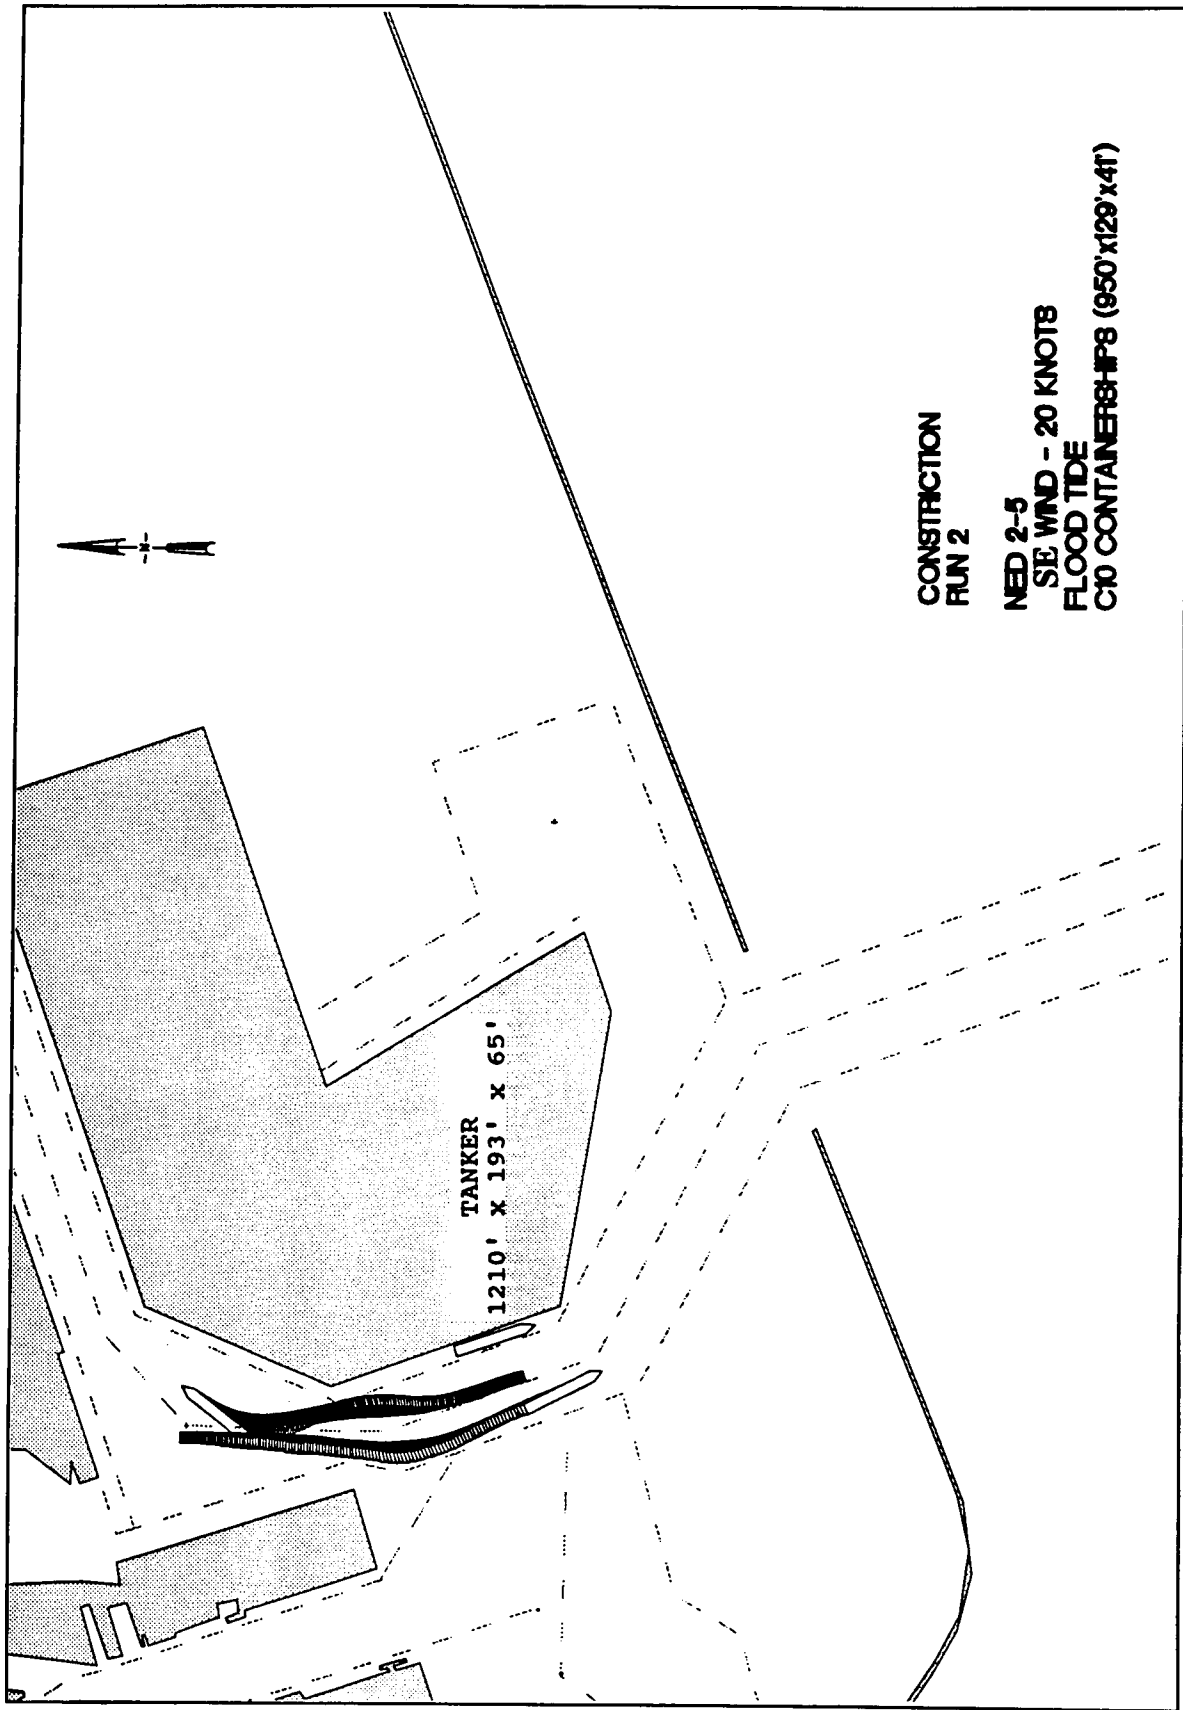 TANKER
1210' x 193' x 65'
CONSTRICTION
RUN 2
NED 2-5
SE WIND - 20 KNOTS
FLOOD TIDE
C10 CONTAINERSHIPS (950'x129'x41')
N